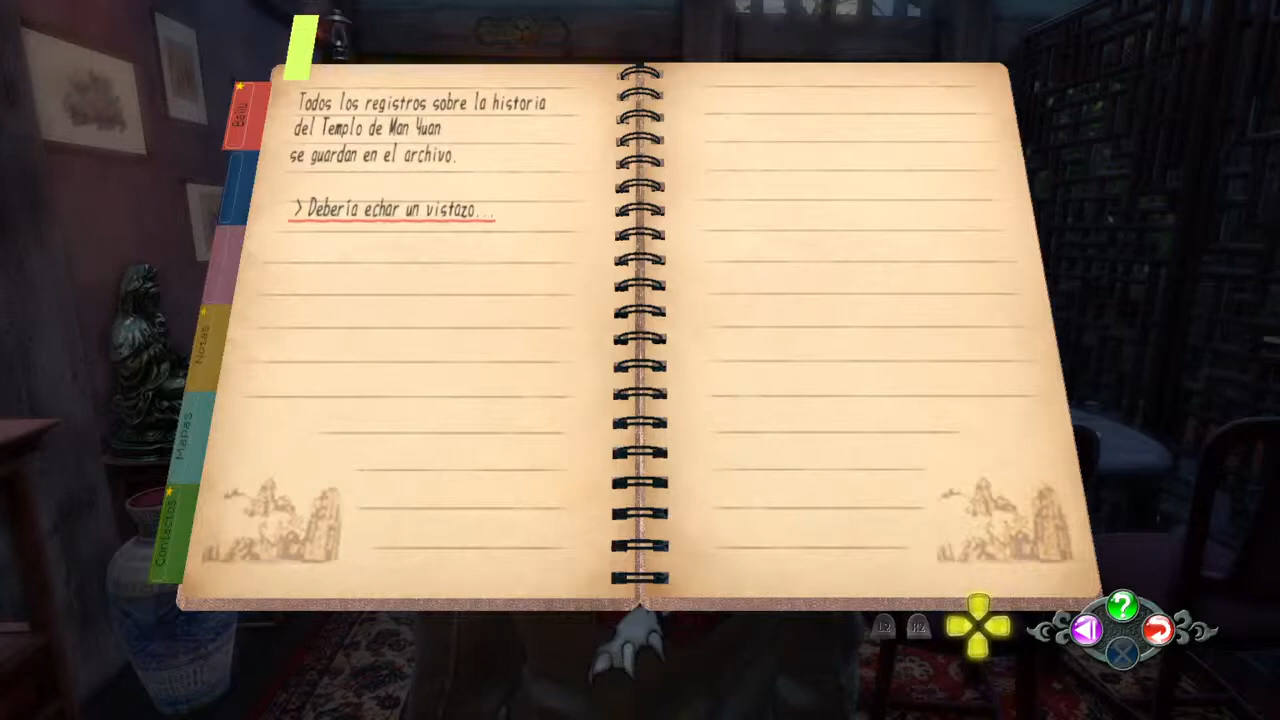 Todos los registros sobre la historia
del Templo de Man Yuan
se guardan en el archivo.
> Debería echar un vistazo...
Bailu
Notas
Mapas
Contactos
L2
R2
?